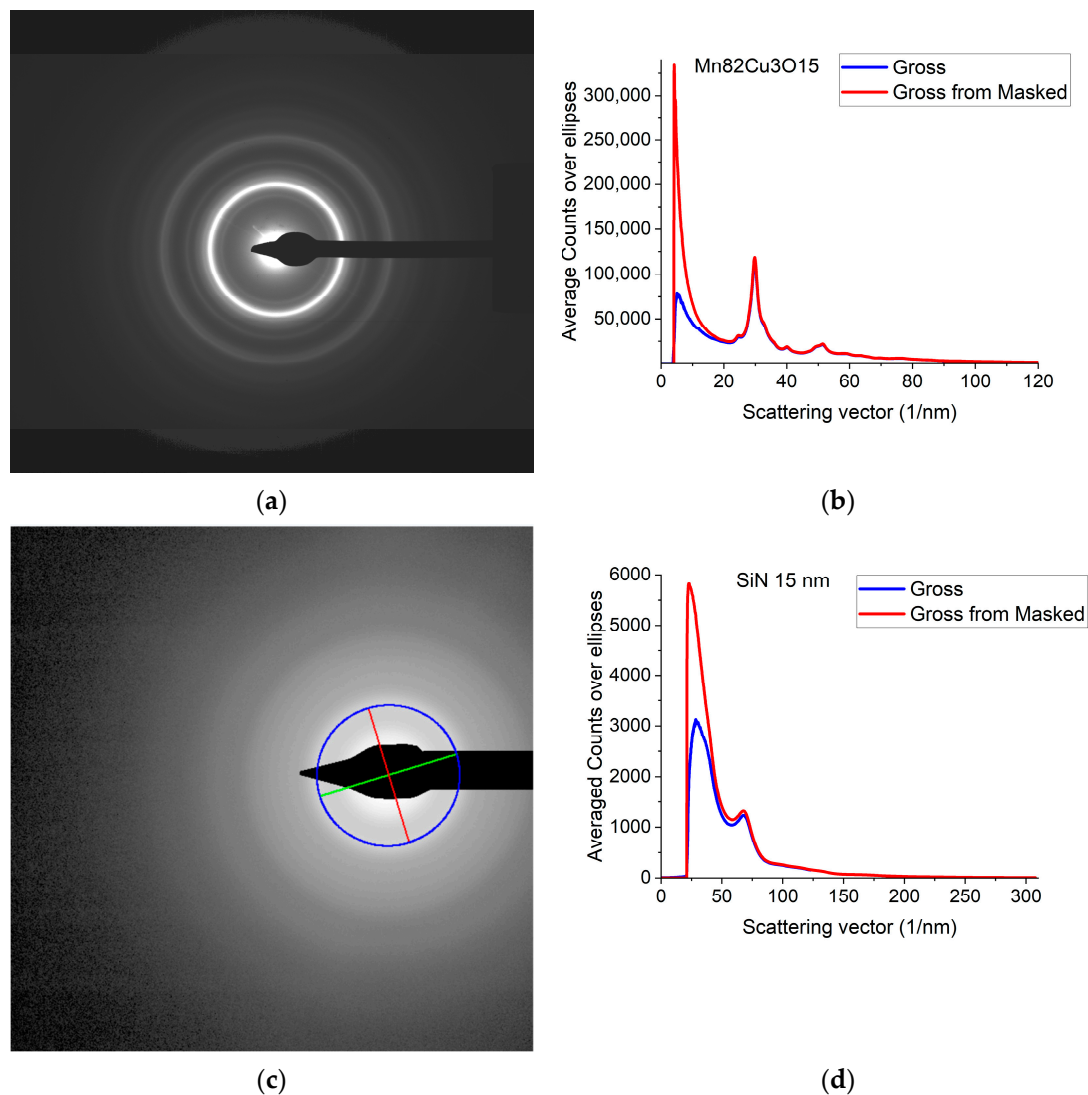 Mn82Cu3O15
Gross
Gross from Masked
Average Counts over ellipses
300,000
250,000
200,000
150,000
100,000
50,000
0 20 40 60 80 100 120
Scattering vector (1/nm)
(a)
(b)
SiN 15 nm
Gross
Gross from Masked
Averaged Counts over ellipses
6000
5000
4000
3000
2000
1000
0
0 50 100 150 200 250 300
Scattering vector (1/nm)
(c)
(d)